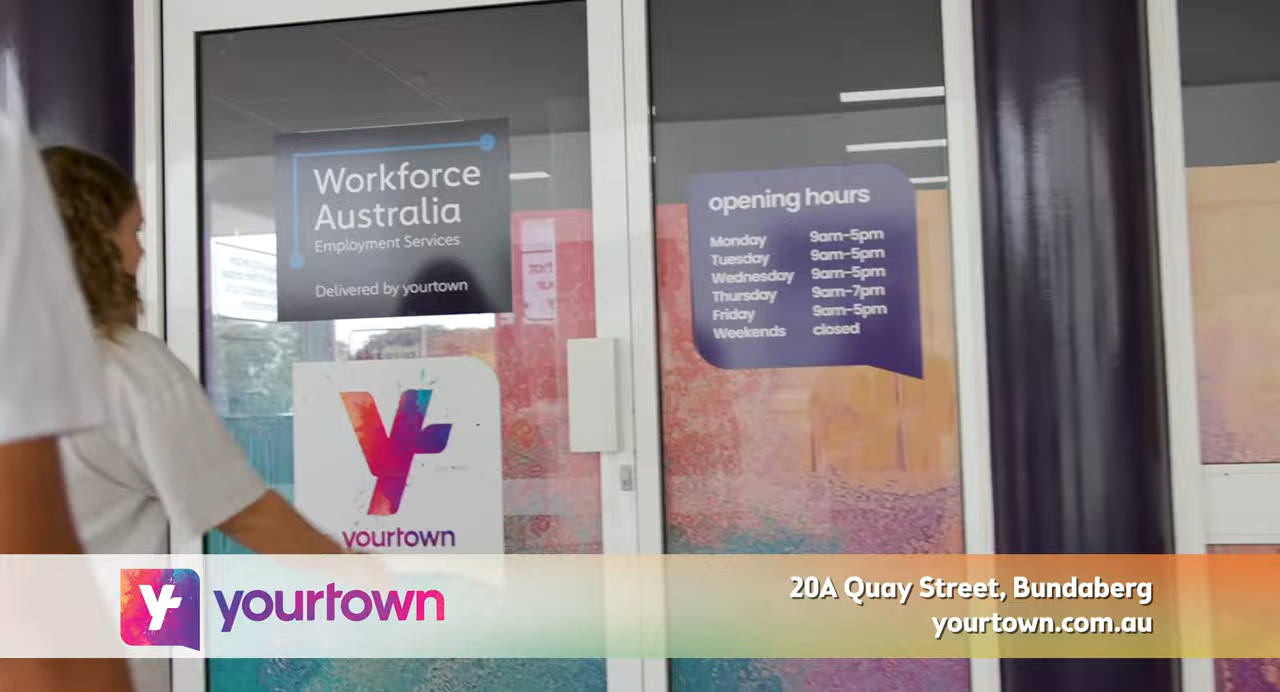 Workforce
Australia
Employment Services
Delivered by yourtown
opening hours
Monday 9am-5pm
Tuesday 9am-5pm
Wednesday 9am-5pm
Thursday 9am-7pm
Friday 9am-5pm
Weekends closed
yourtown
yourtown
20A Quay Street, Bundaberg
yourtown.com.au